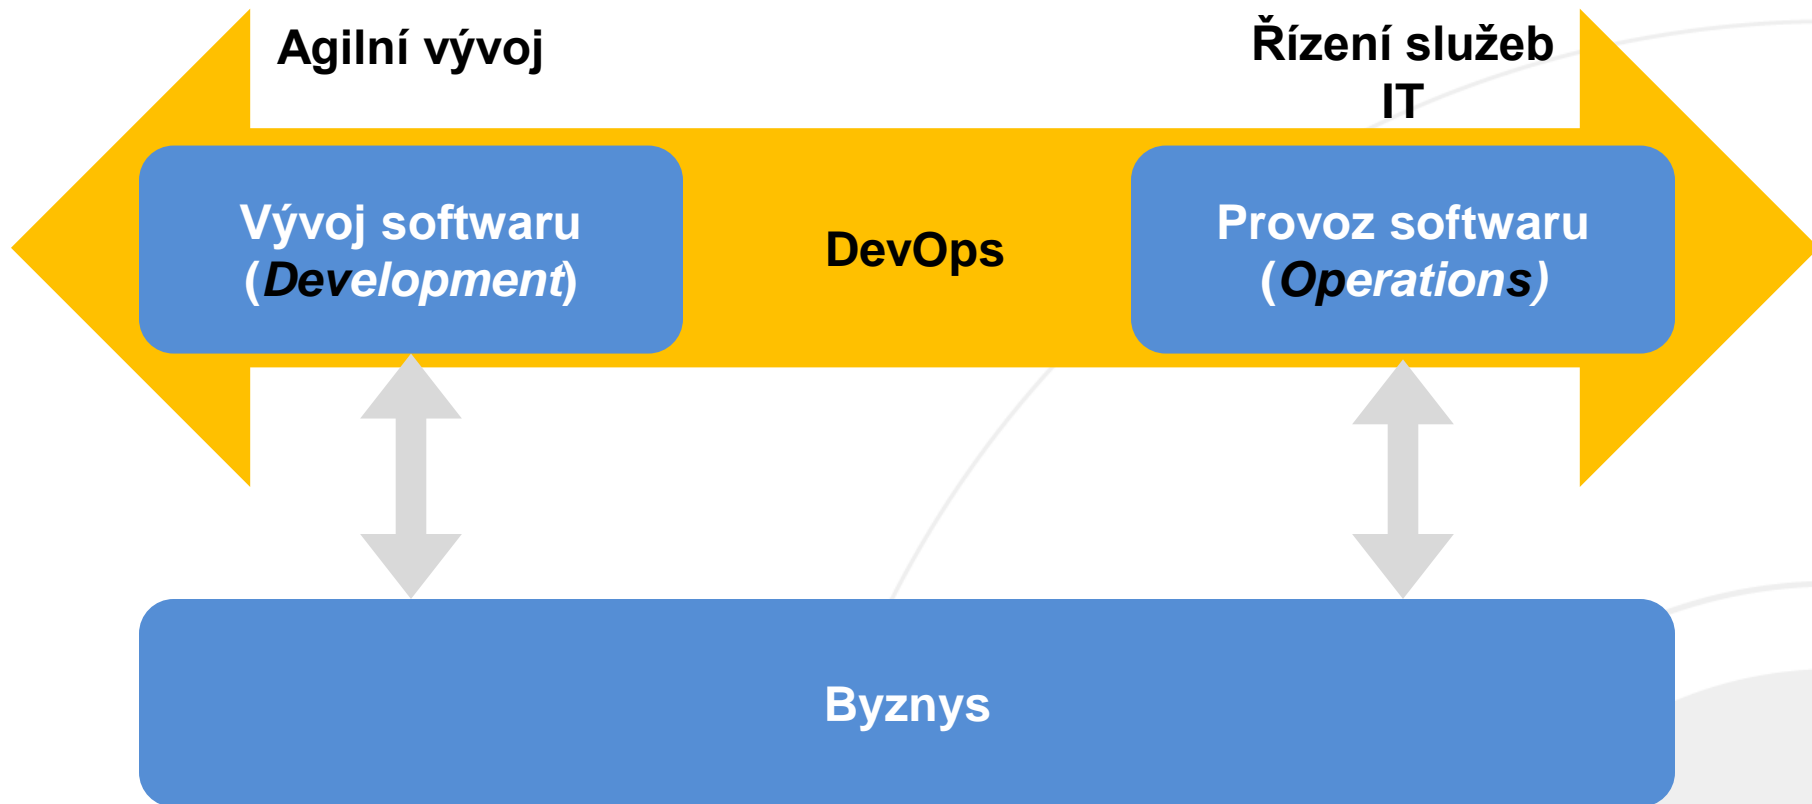 Agilní vývoj
Řízení služeb
IT
Vývoj softwaru
(Development)
DevOps
Provoz softwaru
(Operations)
Byznys